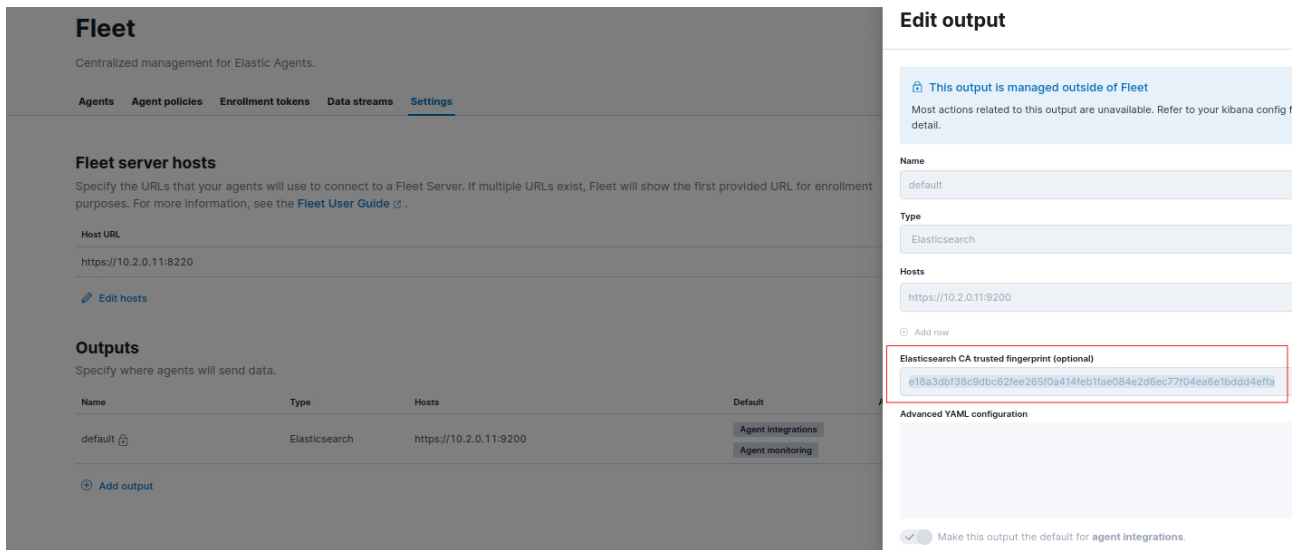 Fleet
Centralized management for Elastic Agents.
Agents Agent policies Enrollment tokens Data streams Settings
Fleet server hosts
Specify the URLs that your agents will use to connect to a Fleet Server. If multiple URLs exist, Fleet will show the first provided URL for enrollment
purposes. For more information, see the Fleet User Guide .
Host URL
https://10.2.0.11:8220
Edit hosts
Outputs
Specify where agents will send data.
Name Type Hosts Default A
default Elasticsearch https://10.2.0.11:9200 Agent integrations
Agent monitoring
Add output
Edit output
This output is managed outside of Fleet
Most actions related to this output are unavailable. Refer to your kibana config f
detail.
Name
default
Type
Elasticsearch
Hosts
https://10.2.0.11:9200
Add row
Elasticsearch CA trusted fingerprint (optional)
e18a3dbf38c9dbc62fee265f0a414feb1fae084e2d6ec77f04ea6e1bddd4effa
Advanced YAML configuration
Make this output the default for agent integrations.